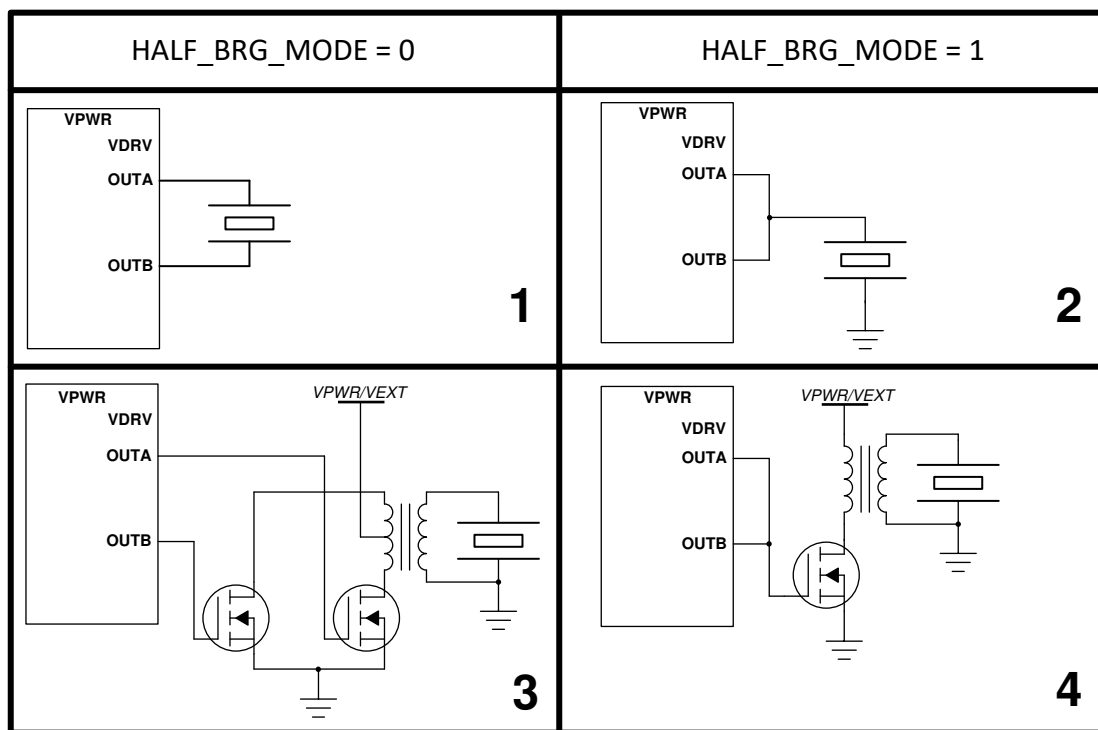 HALF_BRG_MODE = 0
HALF_BRG_MODE = 1
VPWR
VDRV
OUTA
OUTB
1
VPWR
VDRV
OUTA
OUTB
2
VPWR
VDRV
OUTA
OUTB
VPWR/VEXT
3
VPWR
VDRV
OUTA
OUTB
VPWR/VEXT
4